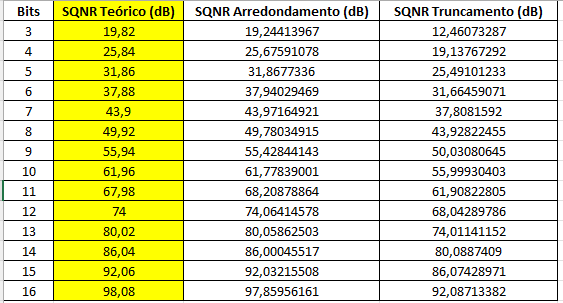 Bits SQNR Teórico (dB) SQNR Arredondamento (dB) SQNR Truncamento (dB)
3 19,82 19,24413967 12,46073287
4 25,84 25,67591078 19,13767292
5 31,86 31,8677336 25,49101233
6 37,88 37,94029469 31,66459071
7 43,9 43,97164921 37,8081592
8 49,92 49,78034915 43,92822455
9 55,94 55,42844143 50,03080645
10 61,96 61,77839001 55,99930403
11 67,98 68,20878864 61,90822805
12 74 74,06414578 68,04289786
13 80,02 80,05862503 74,01141152
14 86,04 86,00045517 80,0887409
15 92,06 92,03215508 86,07428971
16 98,08 97,85956161 92,08713382